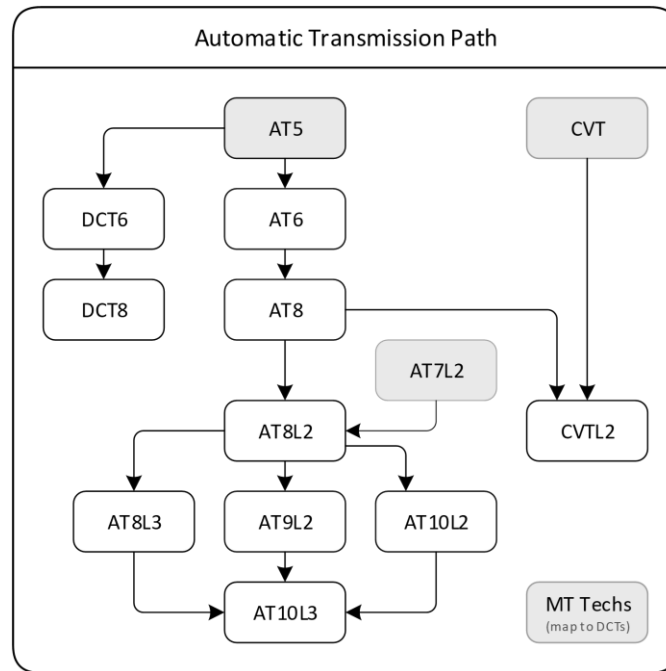 Automatic Transmission Path
AT5
CVT
DCT6
AT6
DCT8
AT8
AT7L2
AT8L2
CVTL2
AT8L3
AT9L2
AT10L2
AT10L3
MT Techs
(map to DCTs)